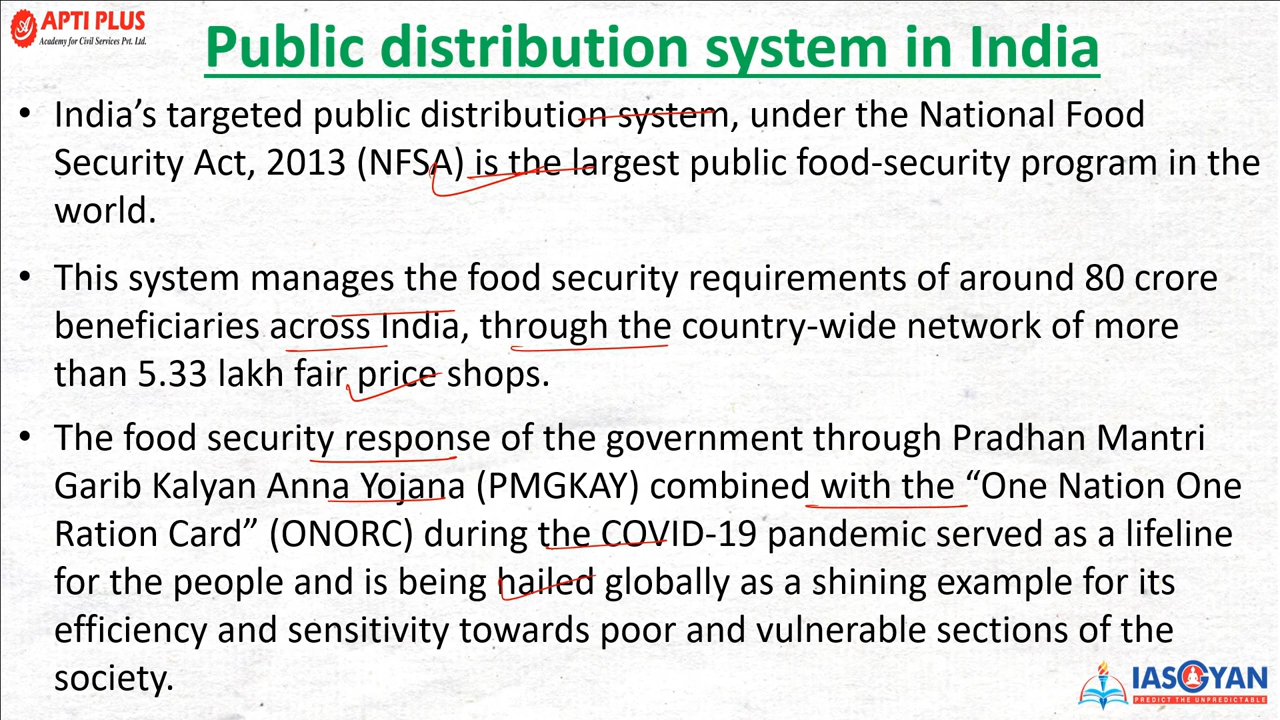 APTI PLUS
Academy for Civil Services Pvt. Ltd.
Public distribution system in India
• India's targeted public distribution system, under the National Food
Security Act, 2013 (NFSA) is the largest public food-security program in the
world.
• This system manages the food security requirements of around 80 crore
beneficiaries across India, through the country-wide network of more
than 5.33 lakh fair price shops.
• The food security response of the government through Pradhan Mantri
Garib Kalyan Anna Yojana (PMGKAY) combined with the “One Nation One
Ration Card” (ONORC) during the COVID-19 pandemic served as a lifeline
for the people and is being hailed globally as a shining example for its
efficiency and sensitivity towards poor and vulnerable sections of the
society.
IASGYAN
PREDICT THE UNPREDICTABLE